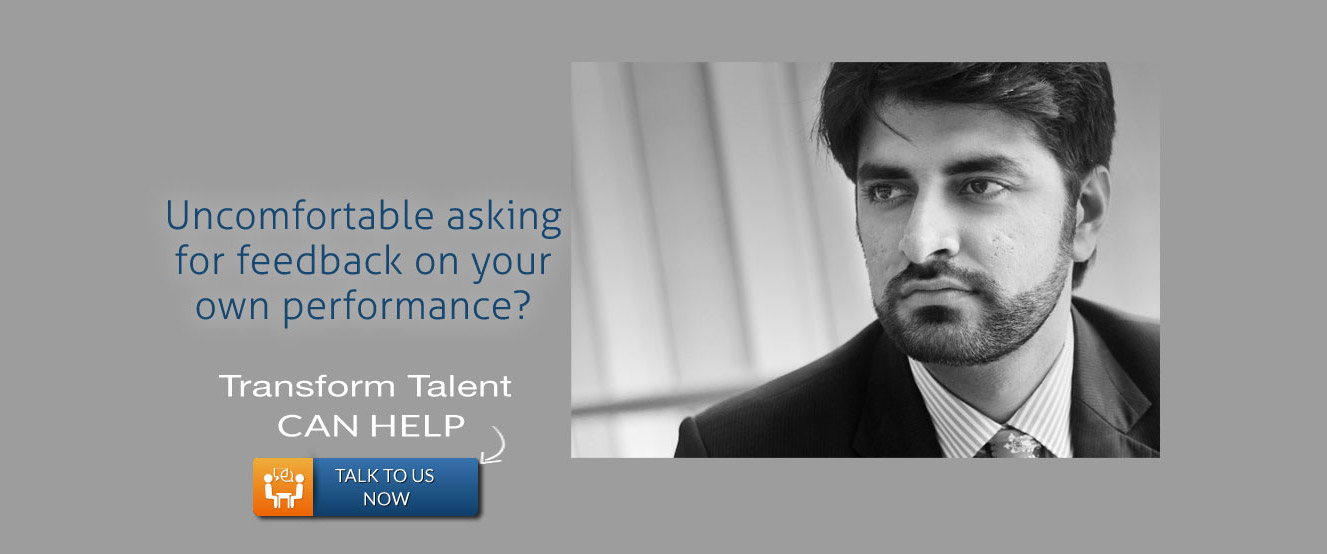 Uncomfortable asking
for feedback on your
own performance?
Transform Talent
CAN HELP
TALK TO US
NOW